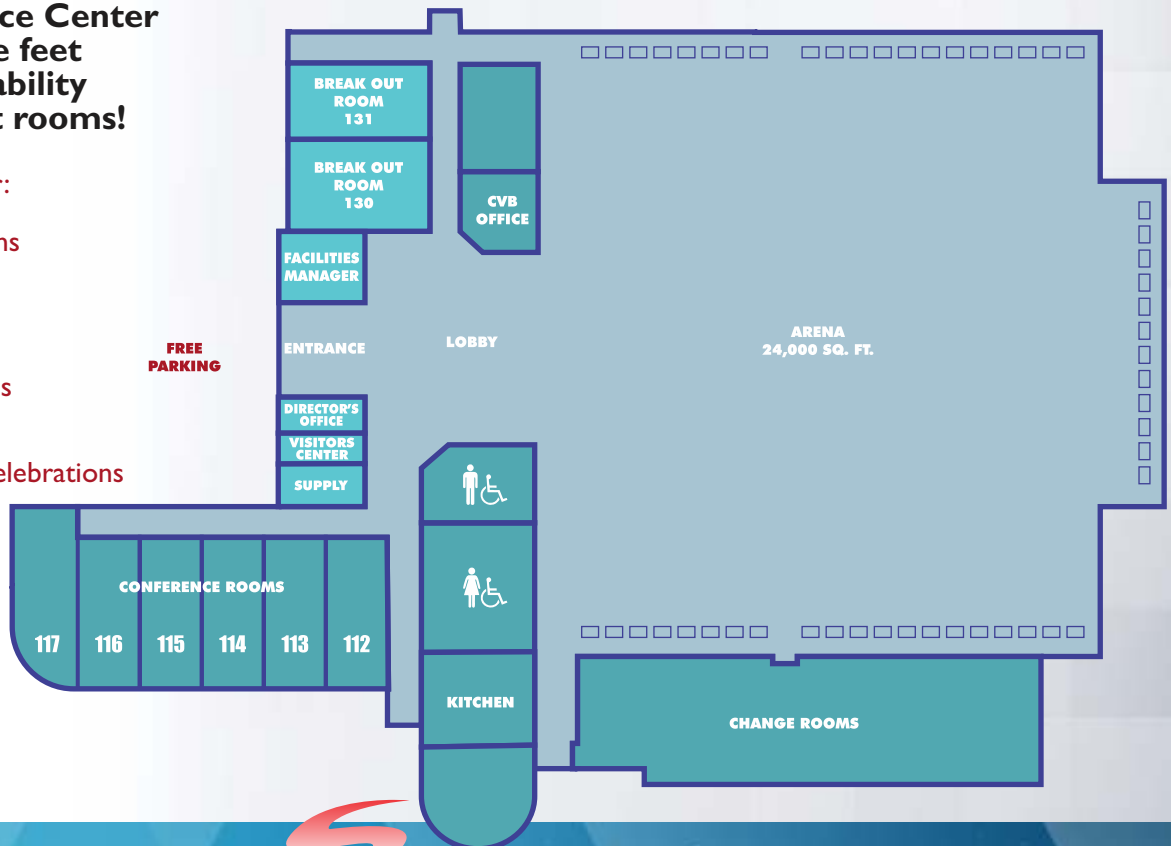 ce Center
e feet
ability
t rooms!
r:
ns
s
elebrations
BREAK OUT
ROOM
131
BREAK OUT
ROOM
130
CVB
OFFICE
FACILITIES
MANAGER
FREE
PARKING
ENTRANCE
LOBBY
ARENA
24,000 SQ. FT.
DIRECTOR'S
OFFICE
VISITORS
CENTER
SUPPLY
CONFERENCE ROOMS
117 116 115 114 113 112
KITCHEN
CHANGE ROOMS